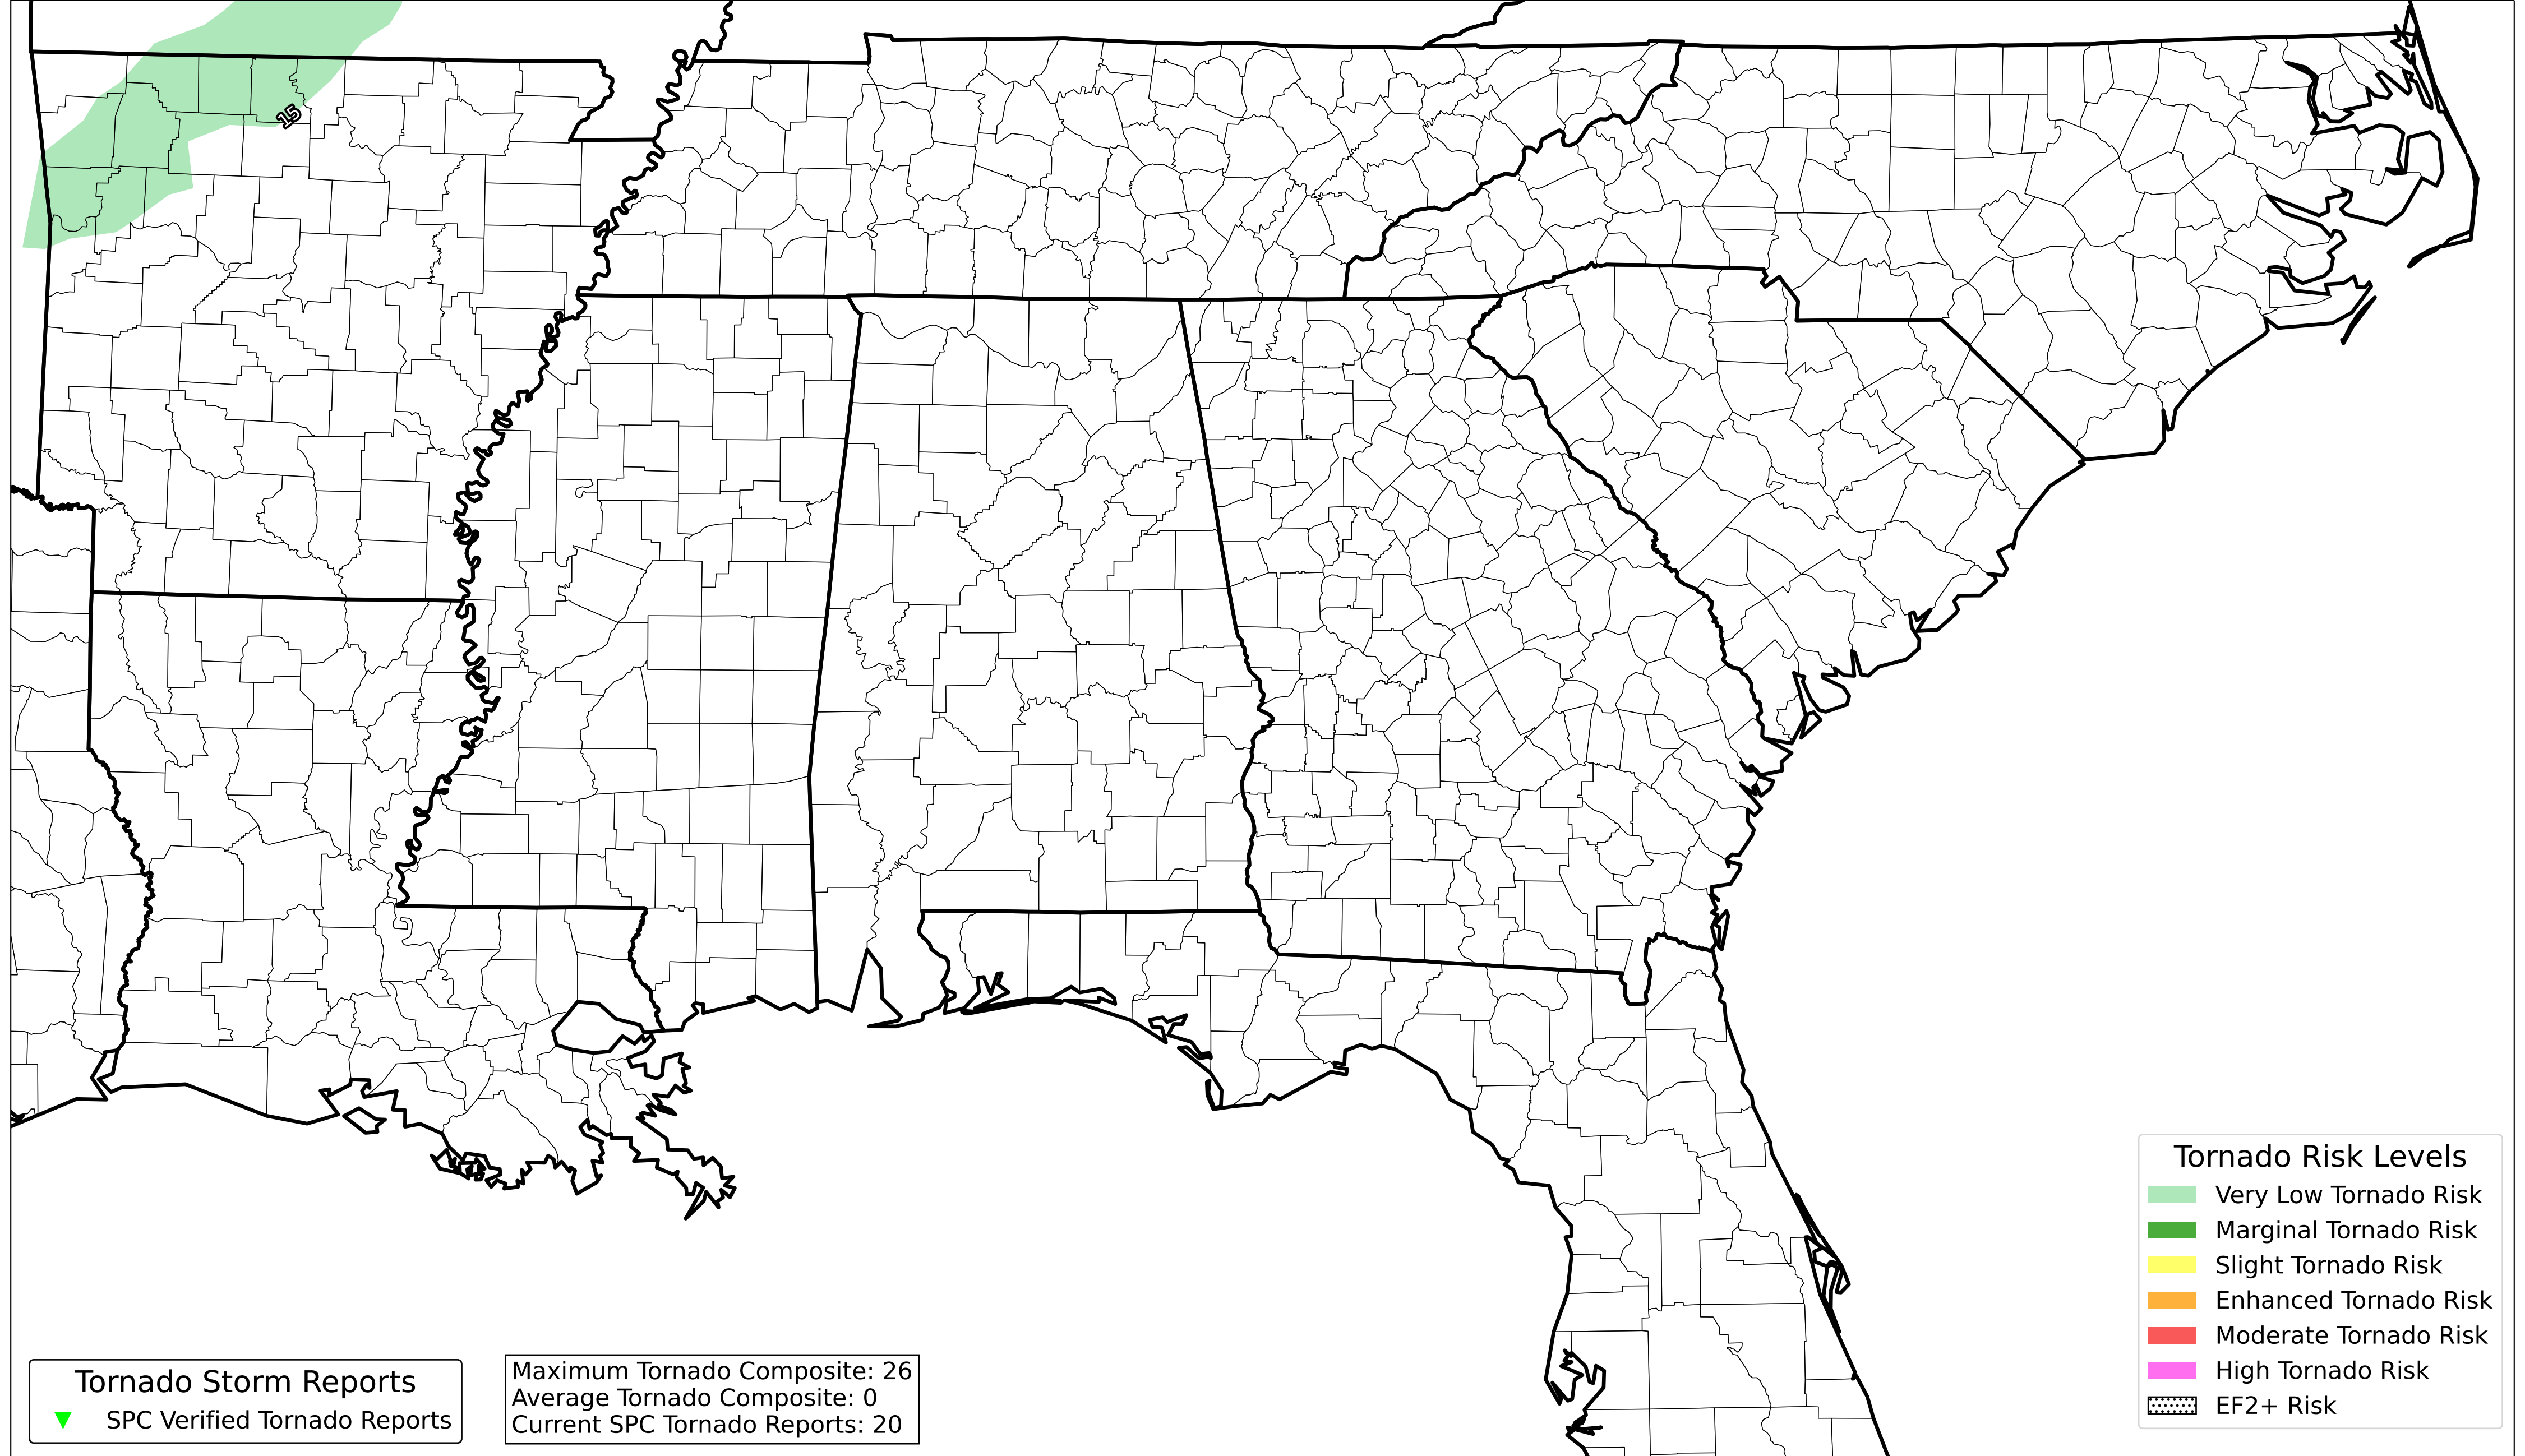 15
Tornado Risk Levels
Very Low Tornado Risk
Marginal Tornado Risk
Slight Tornado Risk
Enhanced Tornado Risk
Moderate Tornado Risk
High Tornado Risk
EF2+ Risk
Tornado Storm Reports
SPC Verified Tornado Reports
Maximum Tornado Composite: 26
Average Tornado Composite: 0
Current SPC Tornado Reports: 20